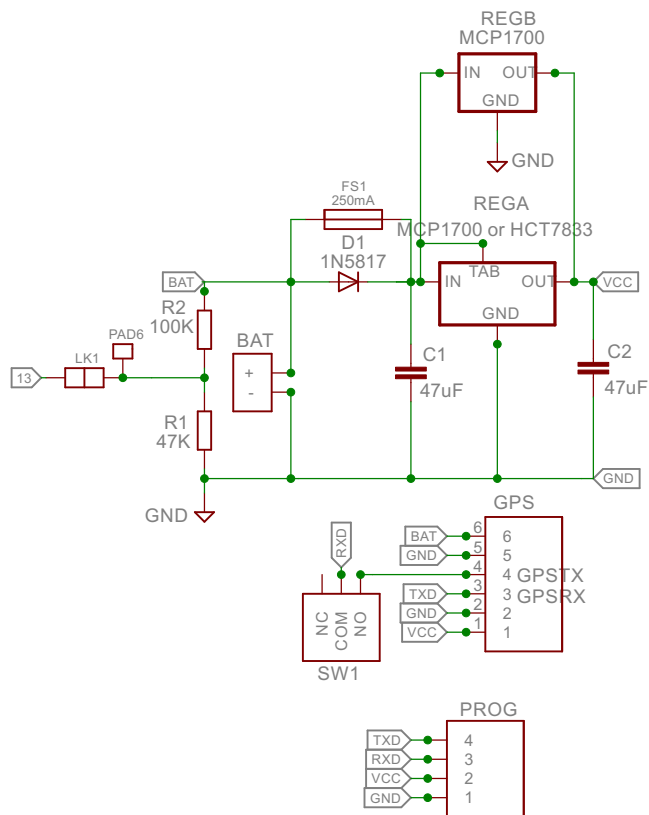 REGB
MCP1700
IN OUT
GND
GND
FS1
250mA
REGA
MCP1700 or HCT7833
D1
1N5817
TAB
BAT
IN OUT
VCC
GND
R2
100K
PAD6
BAT
C1
47uF
C2
47uF
LK1
13
+
-
R1
47K
GND
GND
GPS
RXD
BAT 6 6
GND 5 5
4 4 GPSTX
TXD 3 3 GPSRX
GND 2 2
VCC 1 1
NC COM NO
SW1
PROG
TXD 4
RXD 3
VCC 2
GND 1